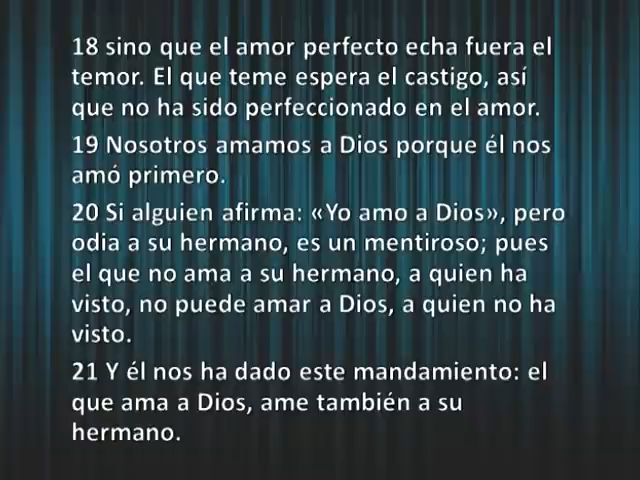 18 sino que el amor perfecto echa fuera el
temor. El que teme espera el castigo, así
que no ha sido perfeccionado en el amor.
19 Nosotros amamos a Dios porque él nos
amó primero.
20 Si alguien afirma: «Yo amo a Dios», pero
odia a su hermano, es un mentiroso; pues
el que no ama a su hermano, a quien ha
visto, no puede amar a Dios, a quien no ha
visto.
21 Y él nos ha dado este mandamiento: el
que ama a Dios, ame también a su
hermano.